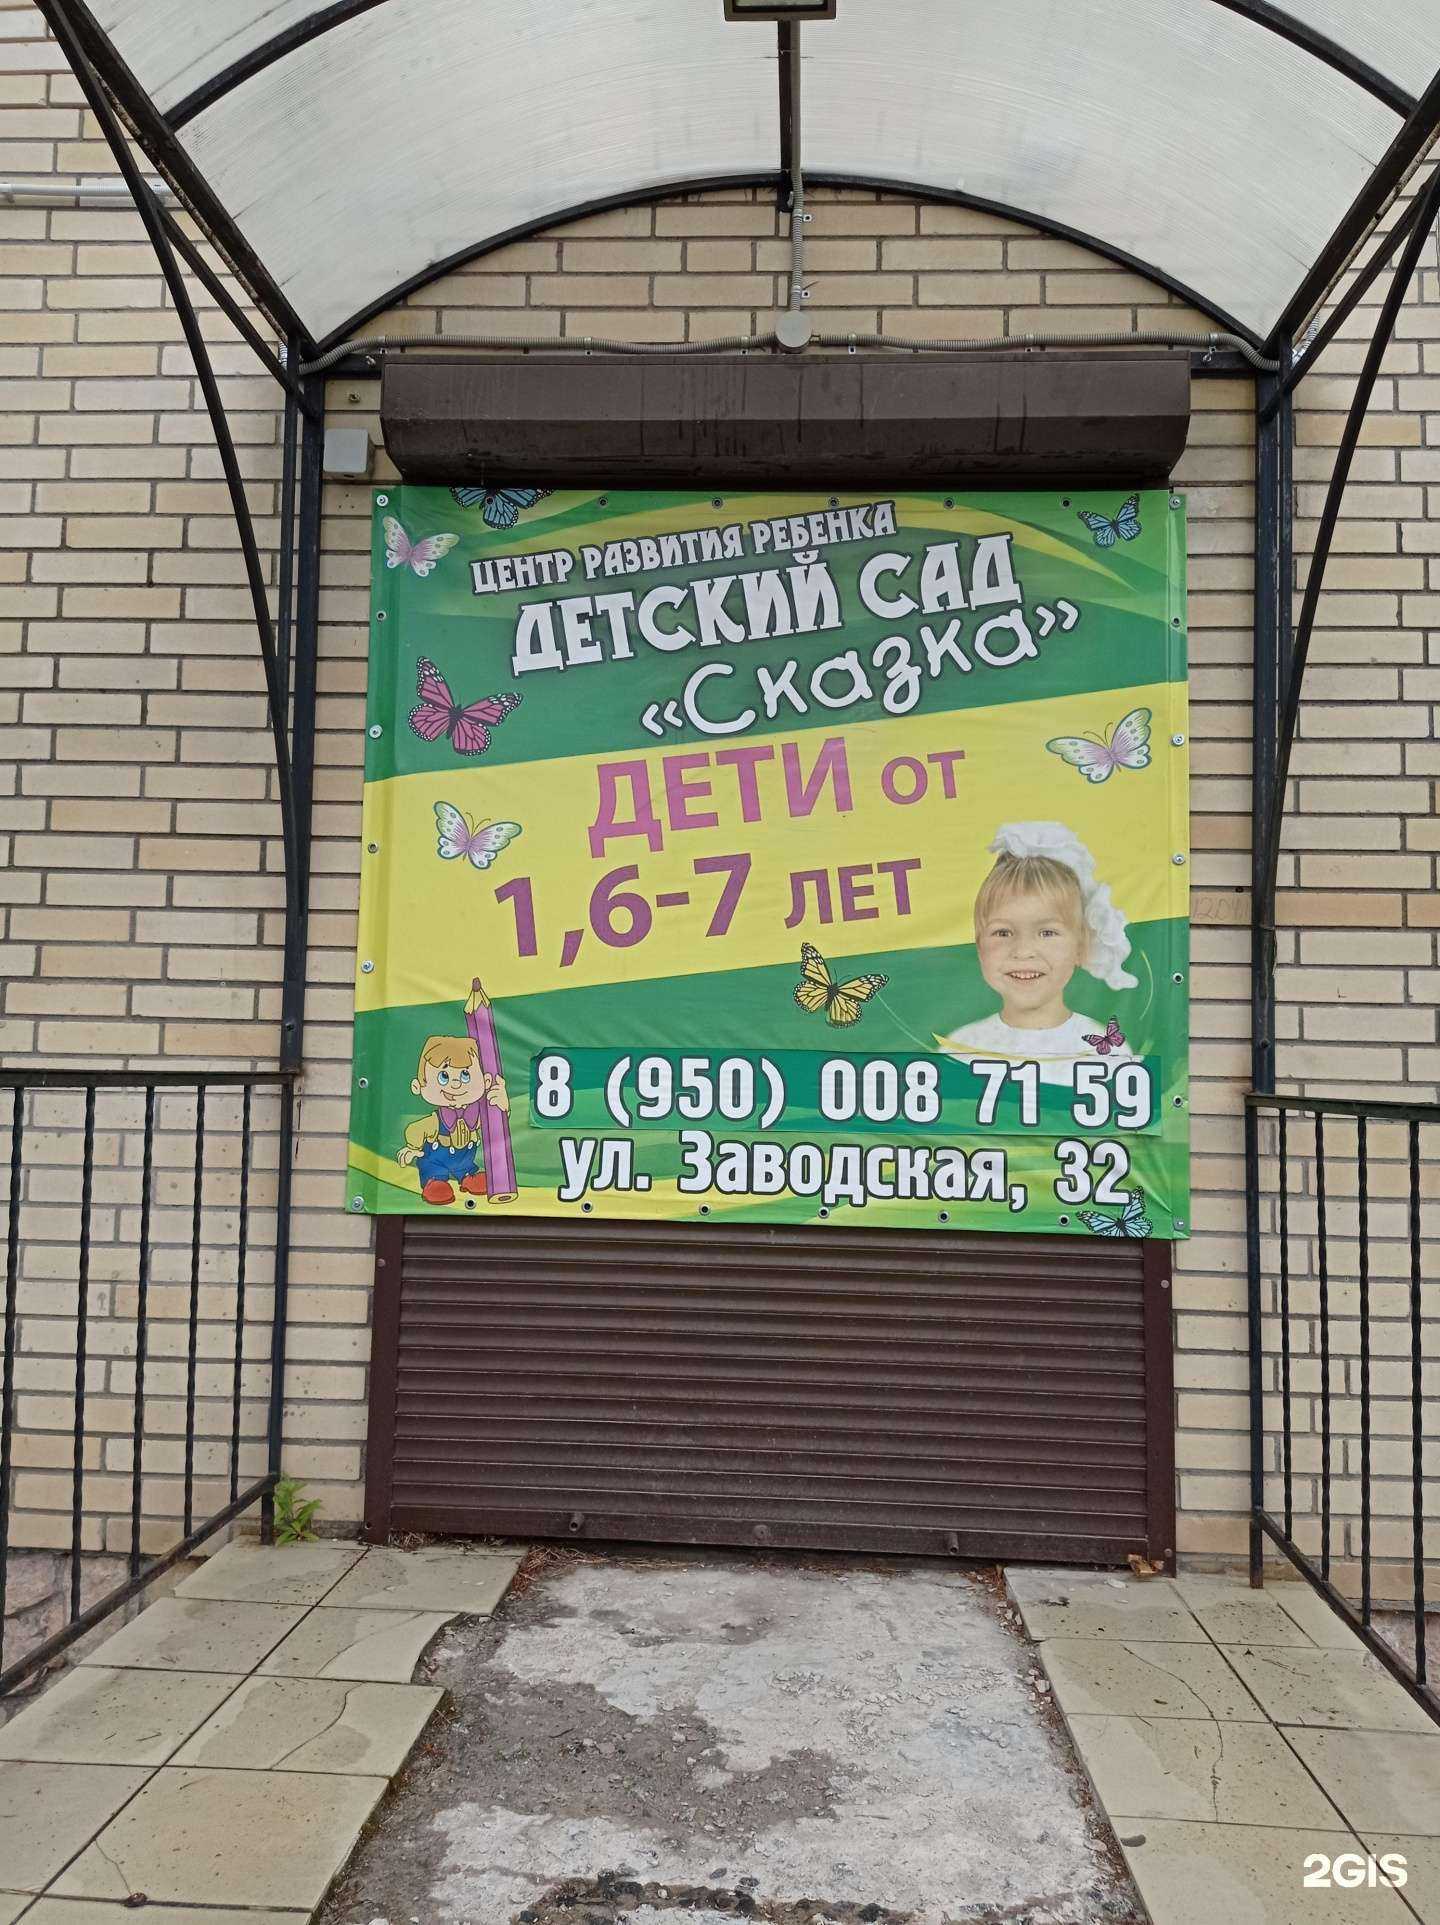 ЦЕНТР РАЗВИТИЯ РЕБЕНКА
ДЕТСКИЙ САД
«Сказка»
ДЕТИ ОТ
1,6-7 ЛЕТ
8 (950) 008 71 59
ул. Заводская, 32
2GIS